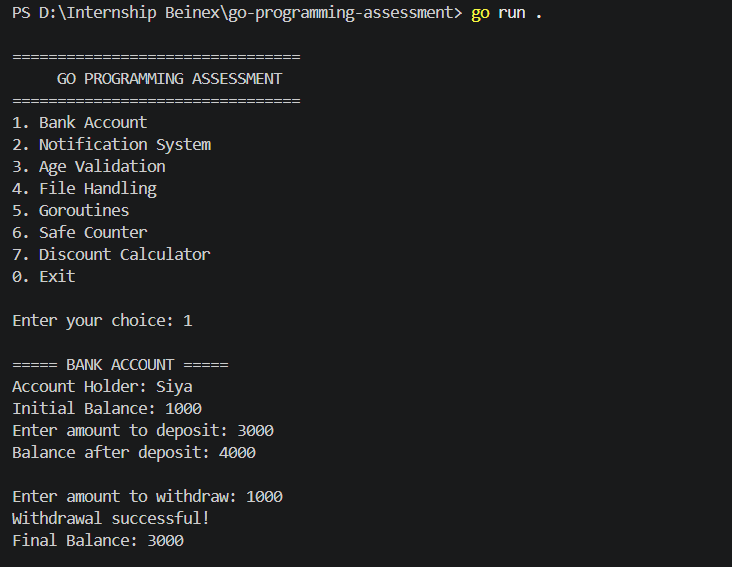 PS D:\Internship Beinex\go-programming-assessment> go run .
================================
GO PROGRAMMING ASSESSMENT
================================
1. Bank Account
2. Notification System
3. Age Validation
4. File Handling
5. Goroutines
6. Safe Counter
7. Discount Calculator
0. Exit
Enter your choice: 1
===== BANK ACCOUNT =====
Account Holder: Siya
Initial Balance: 1000
Enter amount to deposit: 3000
Balance after deposit: 4000
Enter amount to withdraw: 1000
Withdrawal successful!
Final Balance: 3000